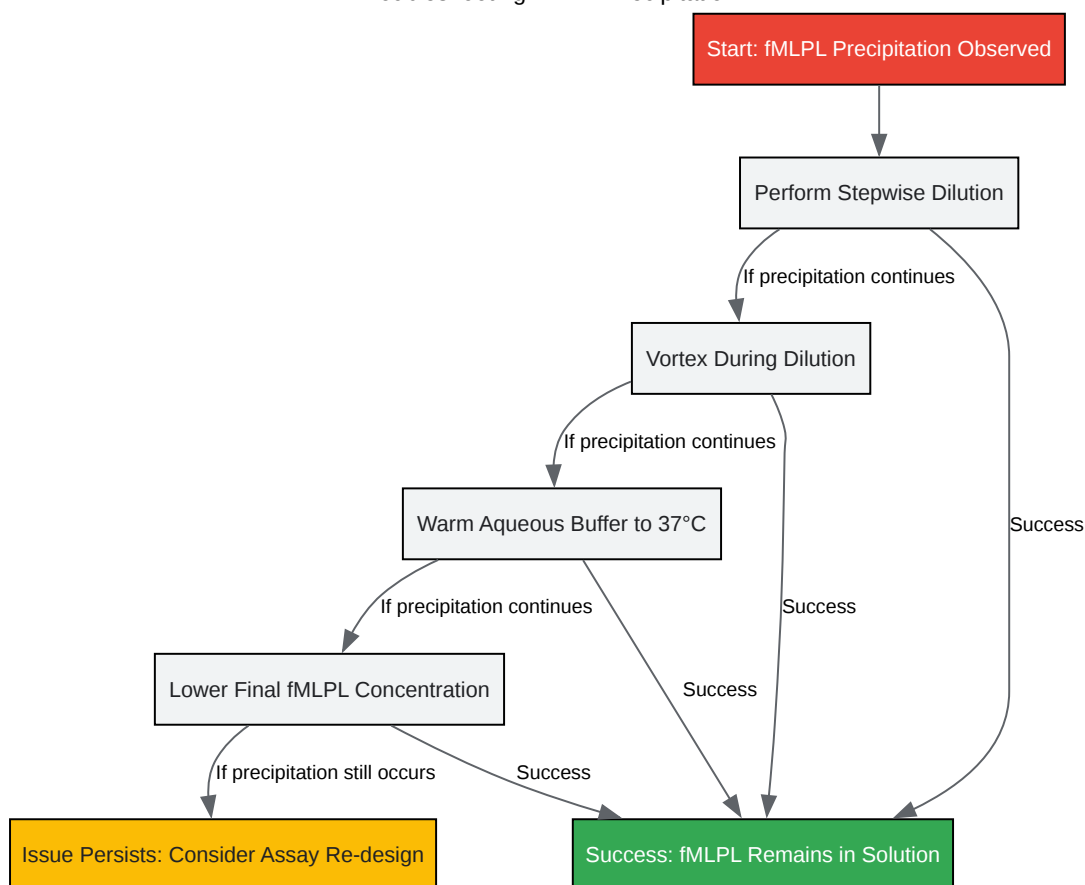 Start: fMLPL Precipitation Observed
Perform Stepwise Dilution
If precipitation continues
Vortex During Dilution
If precipitation continues
Warm Aqueous Buffer to 37°C
Success
If precipitation continues
Success
Lower Final fMLPL Concentration
Success
If precipitation still occurs
Success
Issue Persists: Consider Assay Re-design
Success: fMLPL Remains in Solution